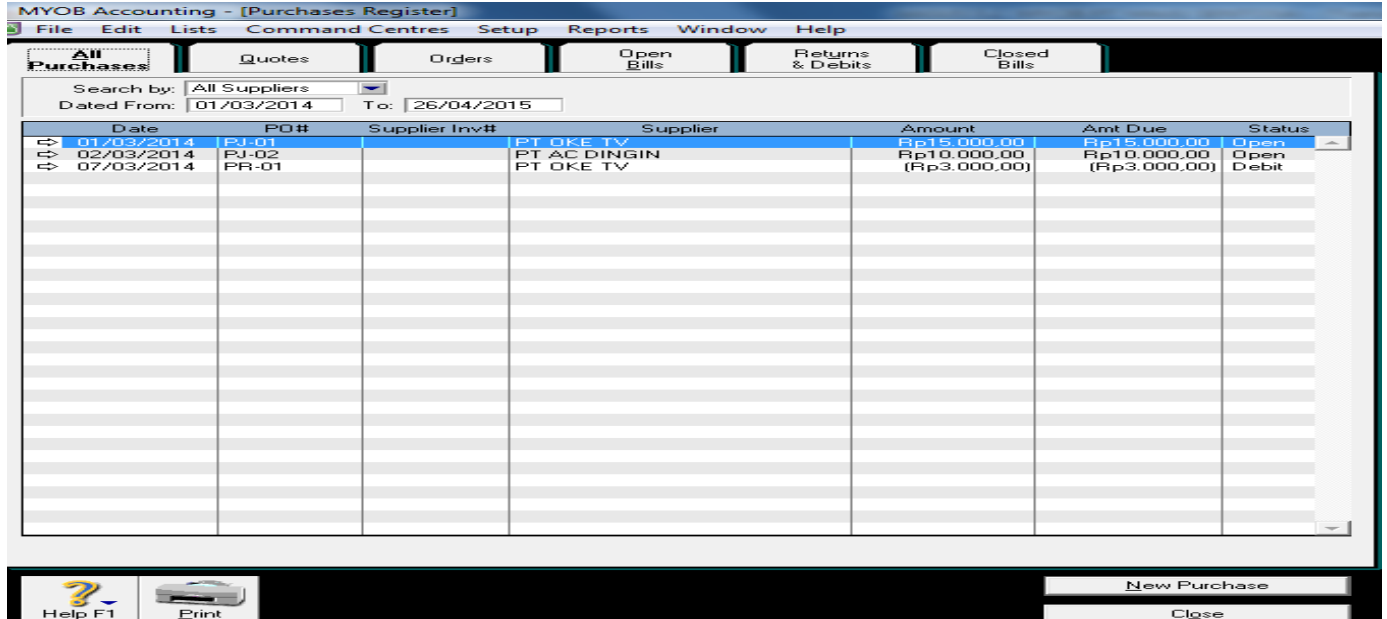 MYOB Accounting - [Purchases Register]
File Edit Lists Command Centres Setup Reports Window Help
All Purchases Quotes Orders Open Bills Returns & Debits Closed Bills
Search by: All Suppliers
Dated From: 01/03/2014 To: 26/04/2015
Date PO# Supplier Inv# Supplier Amount Amt Due Status
01/03/2014 PJ-01 PT OKE TV Rp15.000,00 Rp15.000,00 Open
02/03/2014 PJ-02 PT AC DINGIN Rp10.000,00 Rp10.000,00 Open
07/03/2014 PR-01 PT OKE TV (Rp3.000,00) (Rp3.000,00) Debit
New Purchase
Help F1 Print Close